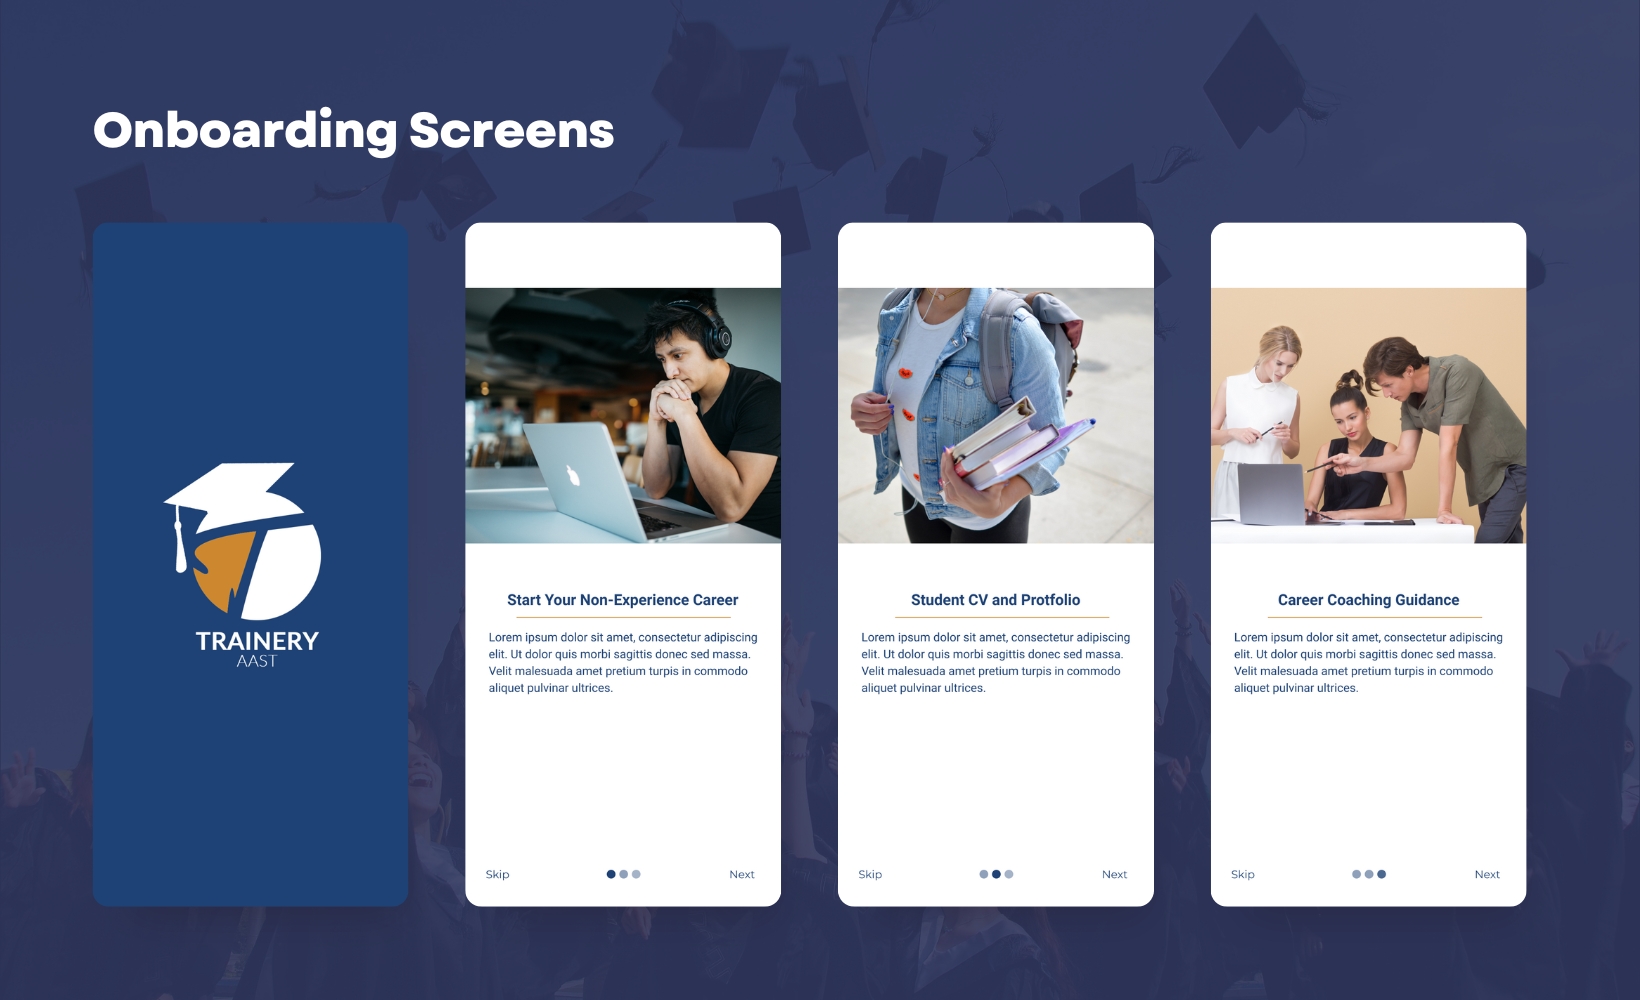 Onboarding Screens
TRAINERY
AAST
Start Your Non-Experience Career
Lorem ipsum dolor sit amet, consectetur adipiscing
elit. Ut dolor quis morbi sagittis donec sed massa.
Velit malesuada amet pretium turpis in commodo
aliquet pulvinar ultrices.
Skip
Next
Student CV and Protfolio
Lorem ipsum dolor sit amet, consectetur adipiscing
elit. Ut dolor quis morbi sagittis donec sed massa.
Velit malesuada amet pretium turpis in commodo
aliquet pulvinar ultrices.
Skip
Next
Career Coaching Guidance
Lorem ipsum dolor sit amet, consectetur adipiscing
elit. Ut dolor quis morbi sagittis donec sed massa.
Velit malesuada amet pretium turpis in commodo
aliquet pulvinar ultrices.
Skip
Next